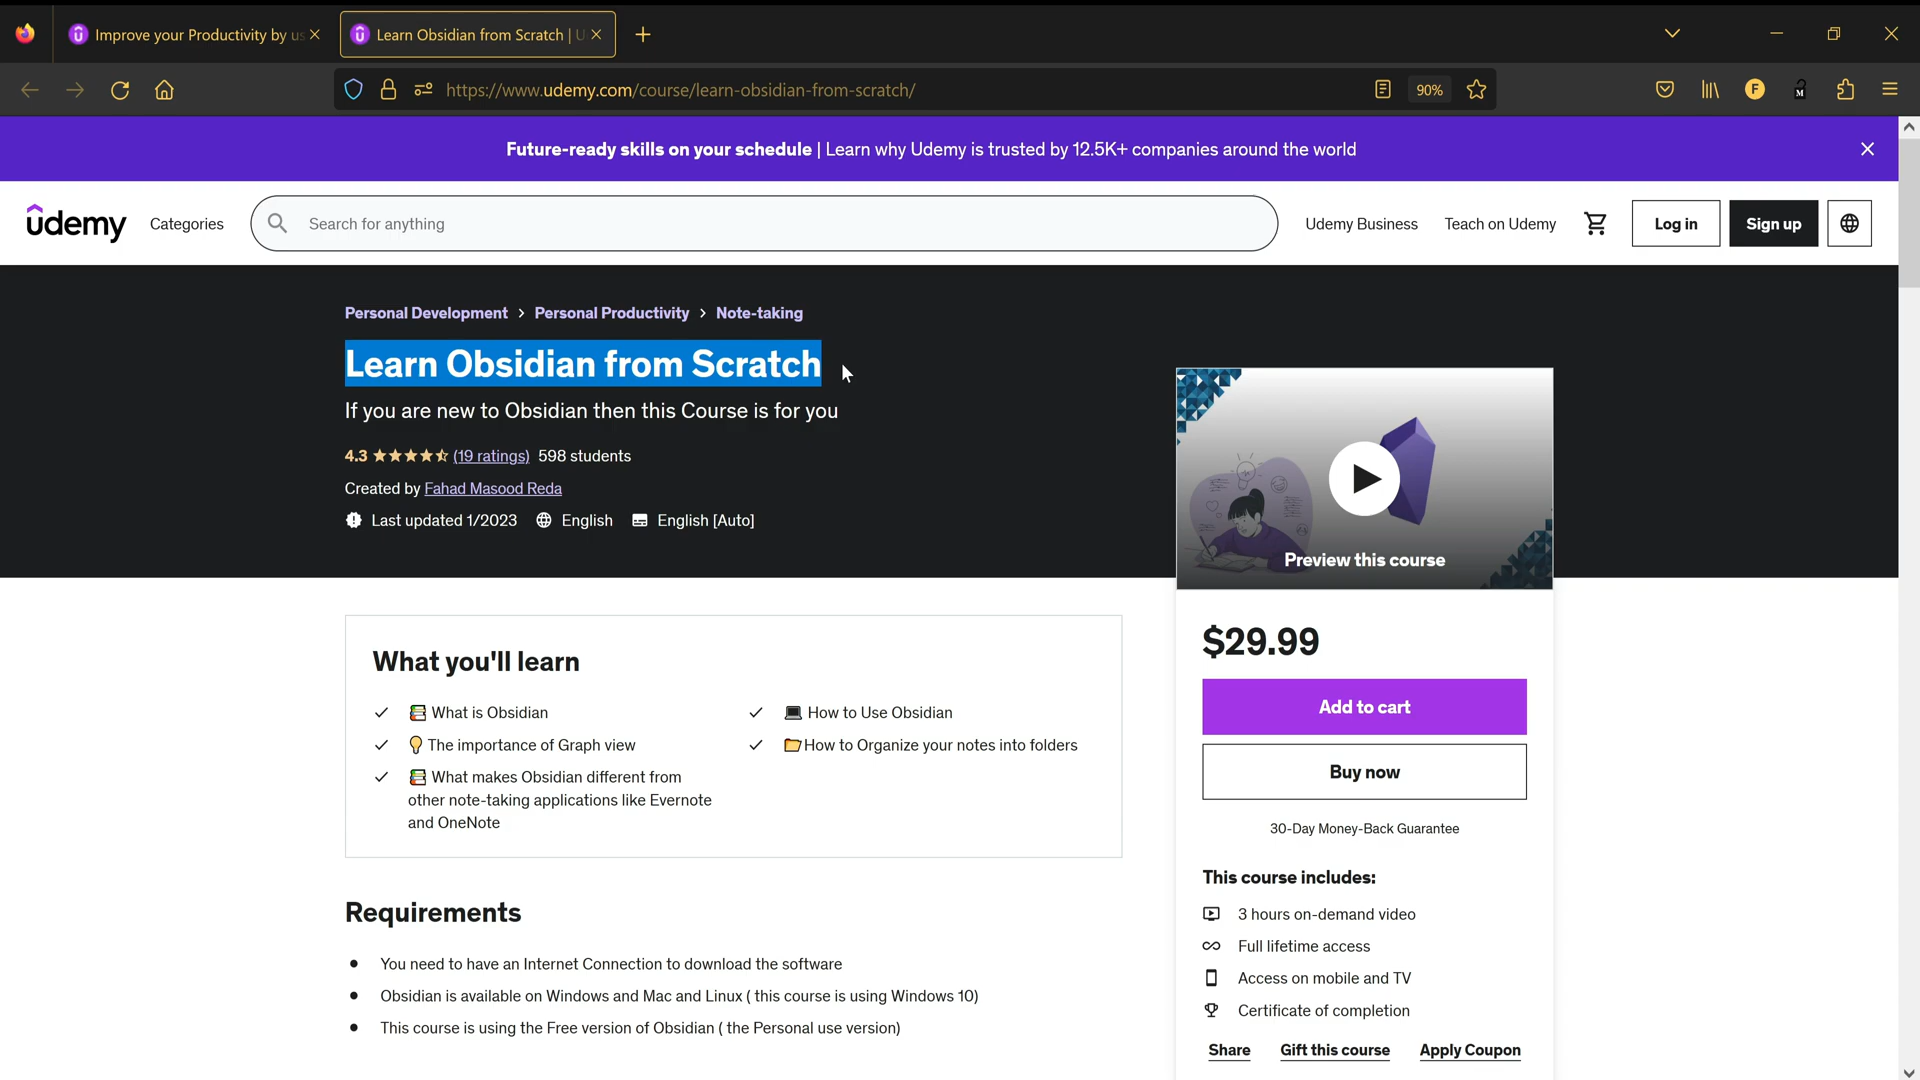 Improve your Productivity by us
Learn Obsidian from Scratch | U
https://www.udemy.com/course/learn-obsidian-from-scratch/
90%
F
M
Future-ready skills on your schedule | Learn why Udemy is trusted by 12.5K+ companies around the world
udemy
Categories
Search for anything
Udemy Business
Teach on Udemy
Log in
Sign up
Personal Development > Personal Productivity > Note-taking
Learn Obsidian from Scratch
If you are new to Obsidian then this Course is for you
4.3 (19 ratings) 598 students
Created by Fahad Masood Reda
Last updated 1/2023 English English [Auto]
Preview this course
$29.99
Add to cart
Buy now
30-Day Money-Back Guarantee
This course includes:
3 hours on-demand video
Full lifetime access
Access on mobile and TV
Certificate of completion
Share Gift this course Apply Coupon
What you'll learn
What is Obsidian
How to Use Obsidian
The importance of Graph view
How to Organize your notes into folders
What makes Obsidian different from
other note-taking applications like Evernote
and OneNote
Requirements
You need to have an Internet Connection to download the software
Obsidian is available on Windows and Mac and Linux ( this course is using Windows 10)
This course is using the Free version of Obsidian ( the Personal use version)